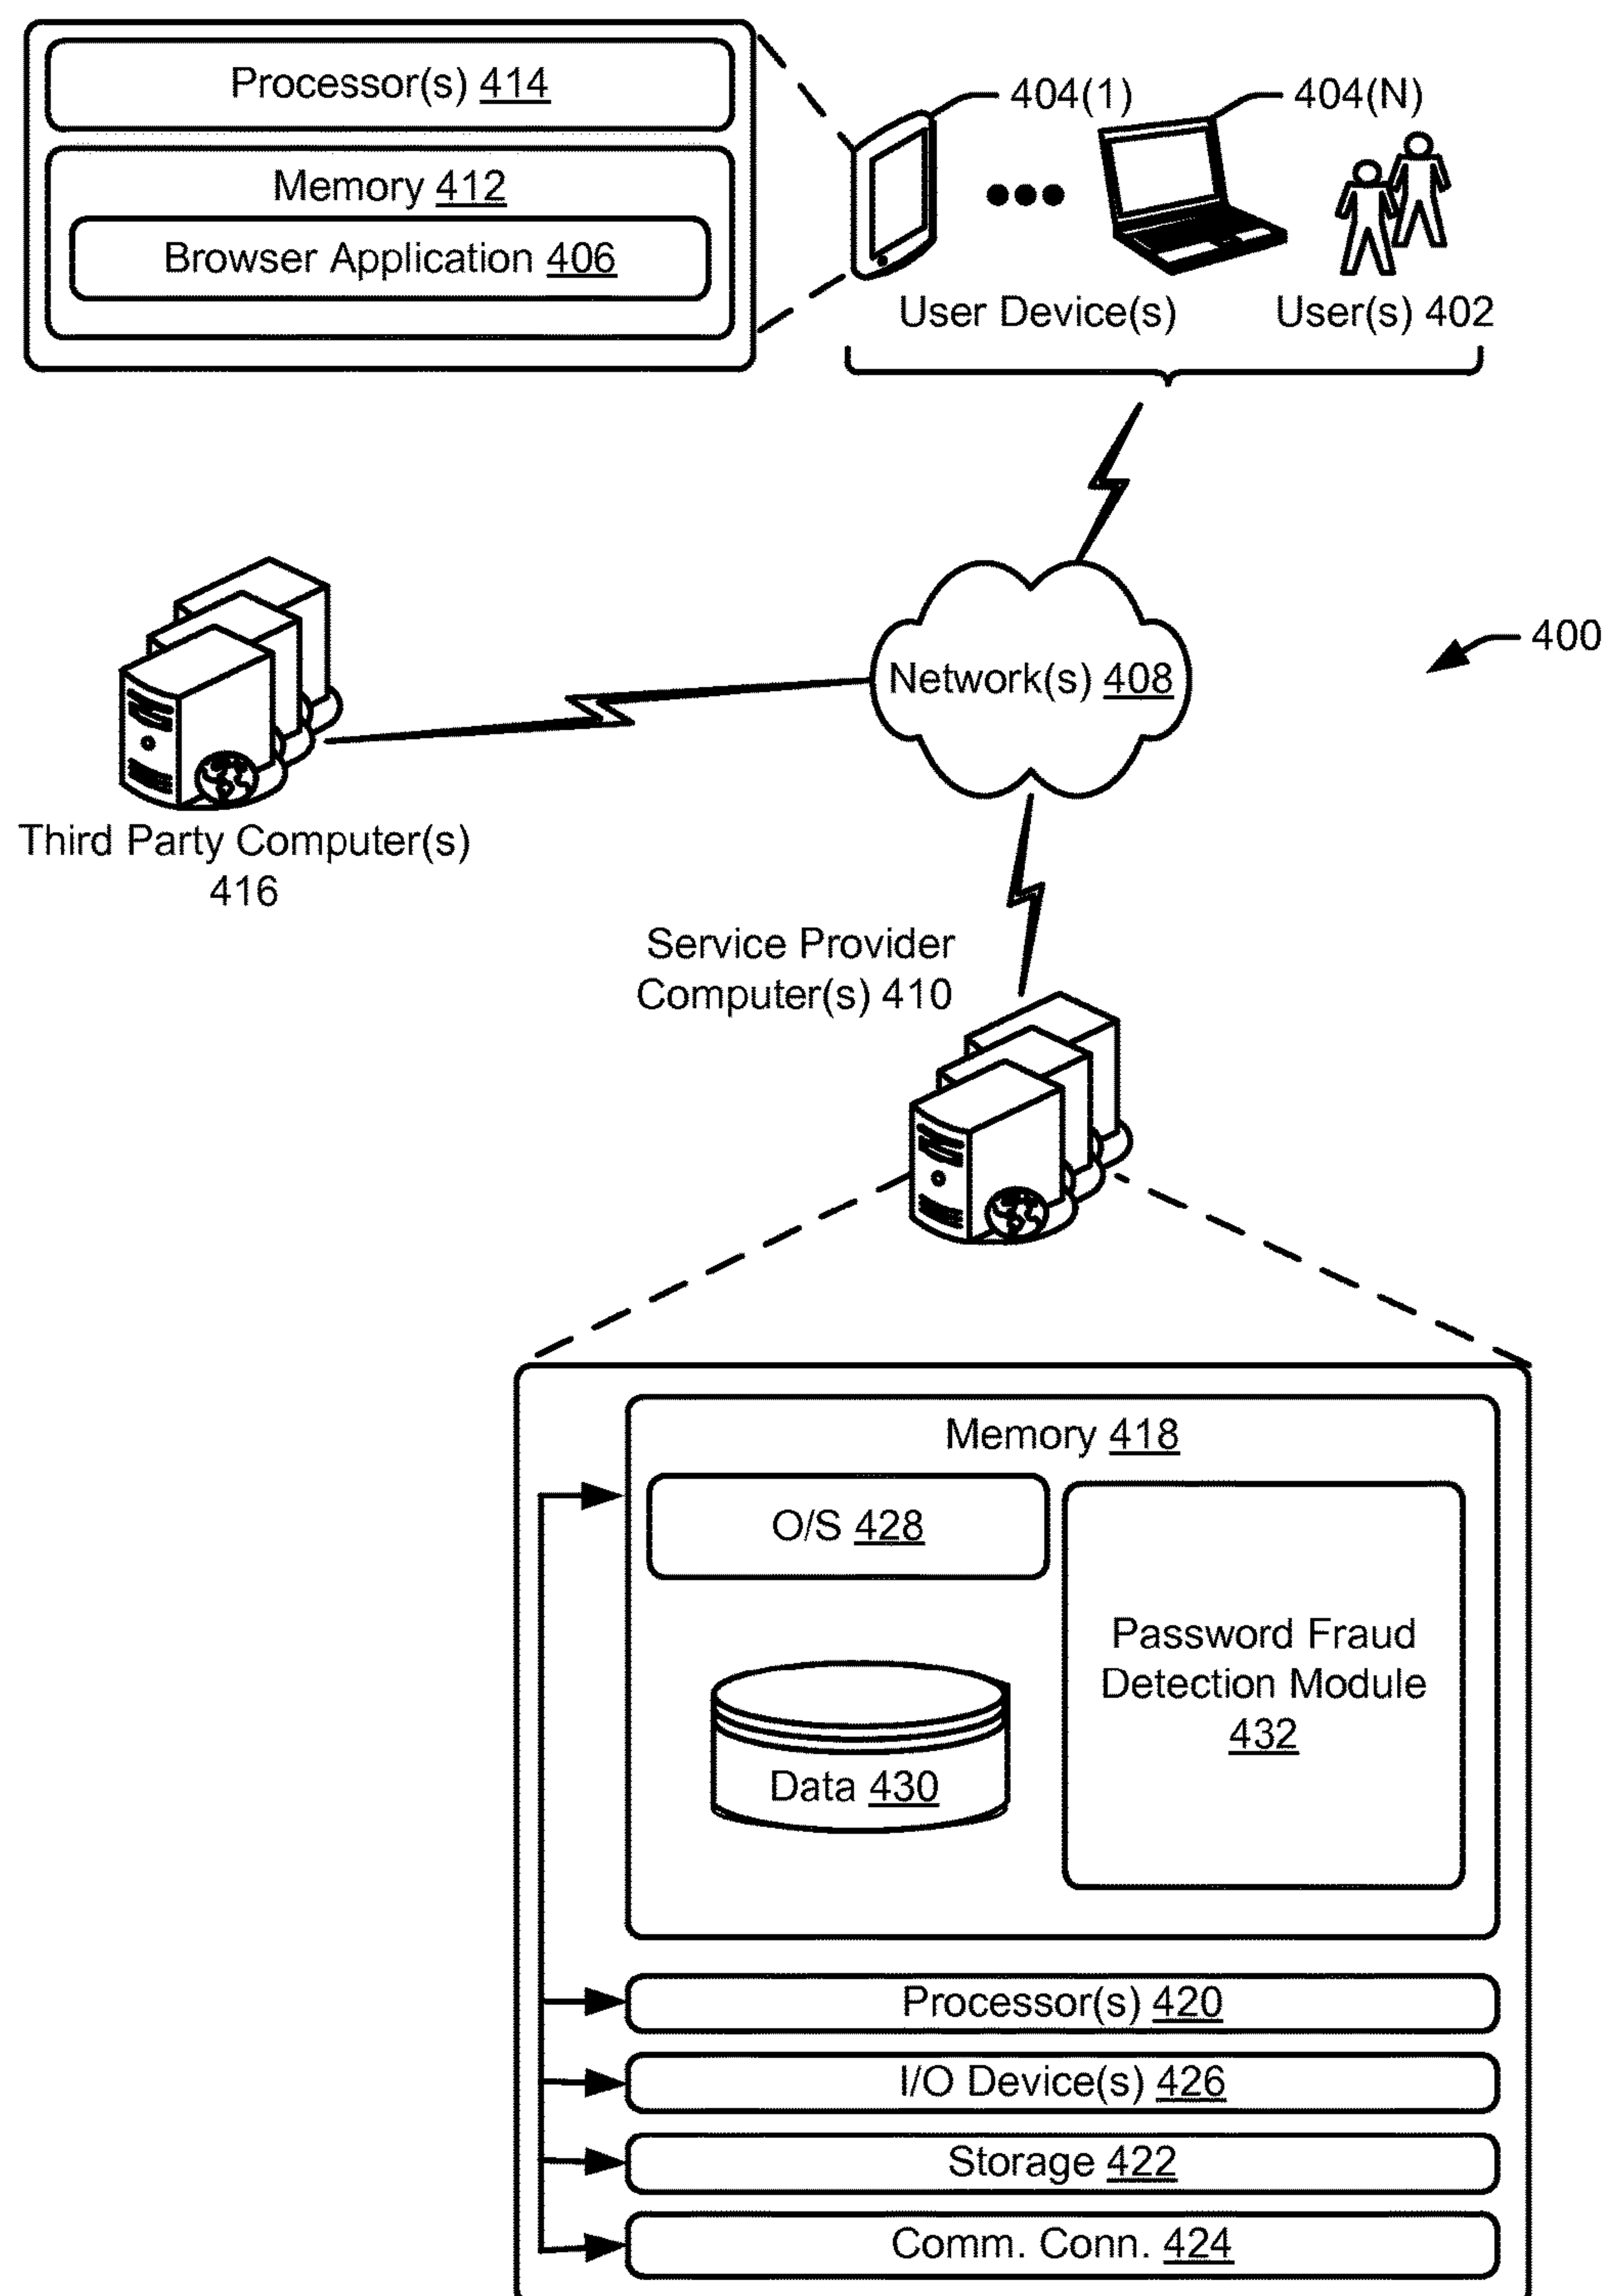 Processor(s) 414
Memory 412
Browser Application 406
404(1)
404(N)
User Device(s)
User(s) 402
Network(s) 408
400
Third Party Computer(s)
416
Service Provider
Computer(s) 410
Memory 418
O/S 428
Data 430
Password Fraud
Detection Module
432
Processor(s) 420
I/O Device(s) 426
Storage 422
Comm. Conn. 424